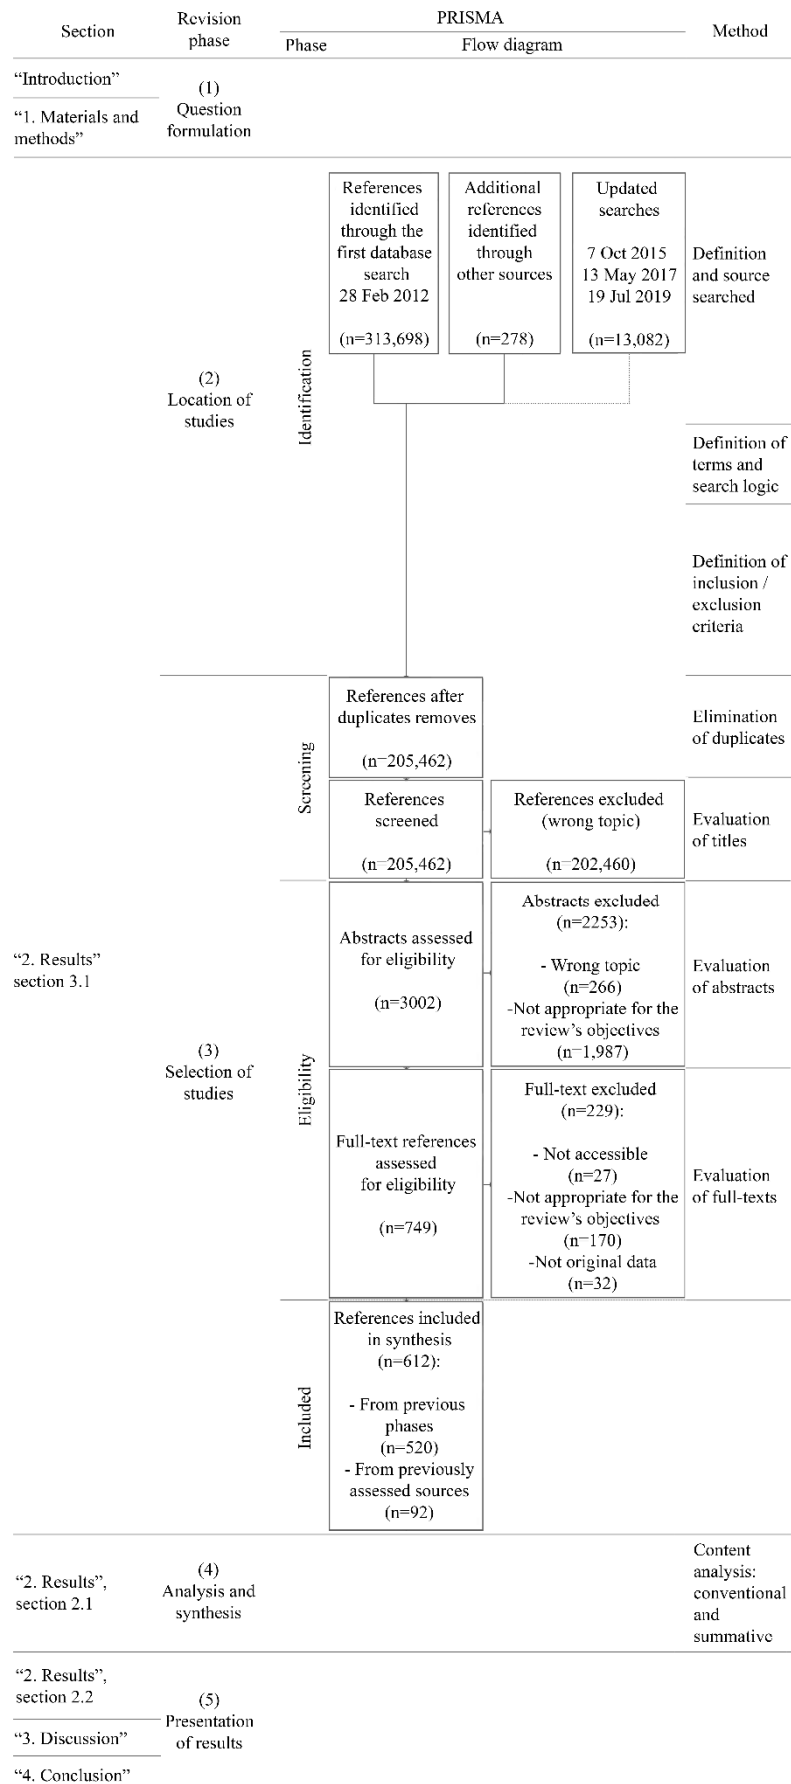 Section
Revision
phase
PRISMA
Phase
Flow diagram
Method
“Introduction”
“1. Materials and
methods”
(1)
Question
formulation
(2)
Location of
studies
Identification
References
identified
through the
first database
search
28 Feb 2012
(n=313,698)
Additional
references
identified
through
other sources
(n=278)
Updated
searches
7 Oct 2015
13 May 2017
19 Jul 2019
(n=13,082)
Definition
and source
searched
Definition of
terms and
search logic
Definition of
inclusion /
exclusion
criteria
“2. Results”
section 3.1
(3)
Selection of
studies
Screening
References after
duplicates removes
(n=205,462)
Elimination
of duplicates
References
screened
(n=205,462)
References excluded
(wrong topic)
(n=202,460)
Evaluation
of titles
Eligibility
Abstracts assessed
for eligibility
(n=3002)
Abstracts excluded
(n=2253):
- Wrong topic
(n=266)
-Not appropriate for the
review’s objectives
(n=1,987)
Evaluation
of abstracts
Full-text references
assessed
for eligibility
(n=749)
Full-text excluded
(n=229):
- Not accessible
(n=27)
-Not appropriate for the
review’s objectives
(n=170)
-Not original data
(n=32)
Evaluation
of full-texts
Included
References included
in synthesis
(n=612):
- From previous
phases
(n=520)
- From previously
assessed sources
(n=92)
“2. Results”,
section 2.1
(4)
Analysis and
synthesis
Content
analysis:
conventional
and
summative
“2. Results”,
section 2.2
“3. Discussion”
“4. Conclusion”
(5)
Presentation
of results